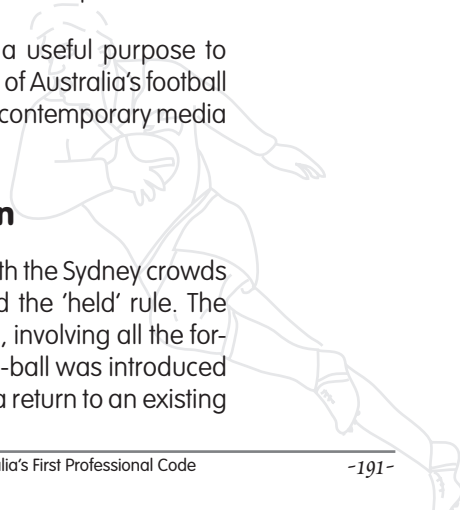 a useful purpose to
of Australia's football
contemporary media
n
th the Sydney crowds
d the 'held' rule. The
, involving all the for-
-ball was introduced
a return to an existing
lia's First Professional Code
-191-